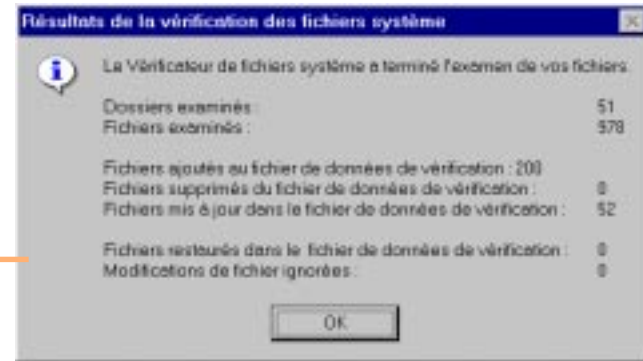 Résultats de la vérification des fichiers système
Le Vérificateur de fichiers système a terminé l'examen de vos fichiers.
Dossiers examinés : 51
Fichiers examinés : 978
Fichiers ajoutés au fichier de données de vérification : 200
Fichiers supprimés du fichier de données de vérification : 0
Fichiers mis à jour dans le fichier de données de vérification : 52
Fichiers restaurés dans le fichier de données de vérification : 0
Modifications de fichier ignorées : 0
OK